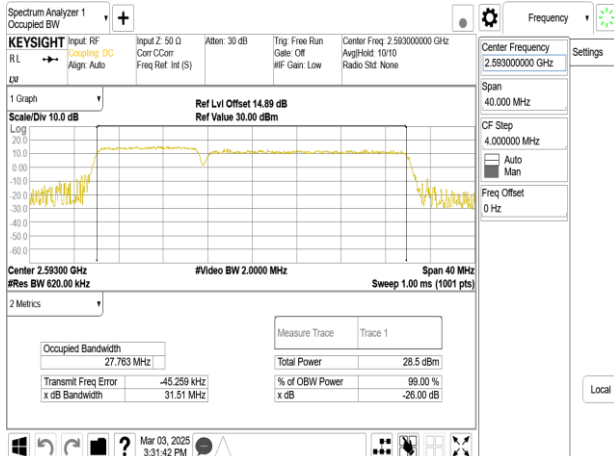 Spectrum Analyzer 1
Occupied BW
Frequency
KEYSIGHT
Input: RF
Coupling: DC
Align: Auto
Input Z: 50 Ω
Corr CCorr
Freq Ref: Int (S)
Atten: 30 dB
Trig: Free Run
Gate: Off
#IF Gain: Low
Center Freq: 2.593000000 GHz
Avg|Hold: 10/10
Radio Std: None
RL
LXI
Center Frequency
2.593000000 GHz
Settings
Span
40.000 MHz
CF Step
4.000000 MHz
Auto
Man
Freq Offset
0 Hz
Local
1 Graph
Scale/Div 10.0 dB
Ref Lvl Offset 14.89 dB
Ref Value 30.00 dBm
Log
20.0
10.0
0.00
-10.0
-20.0
-30.0
-40.0
-50.0
-60.0
Center 2.59300 GHz
#Video BW 2.0000 MHz
Span 40 MHz
#Res BW 620.00 kHz
Sweep 1.00 ms (1001 pts)
2 Metrics
Measure Trace
Trace 1
Occupied Bandwidth
27.763 MHz
Total Power
28.5 dBm
Transmit Freq Error
-45.259 kHz
% of OBW Power
99.00 %
x dB Bandwidth
31.51 MHz
x dB
-26.00 dB
Mar 03, 2025
3:31:42 PM